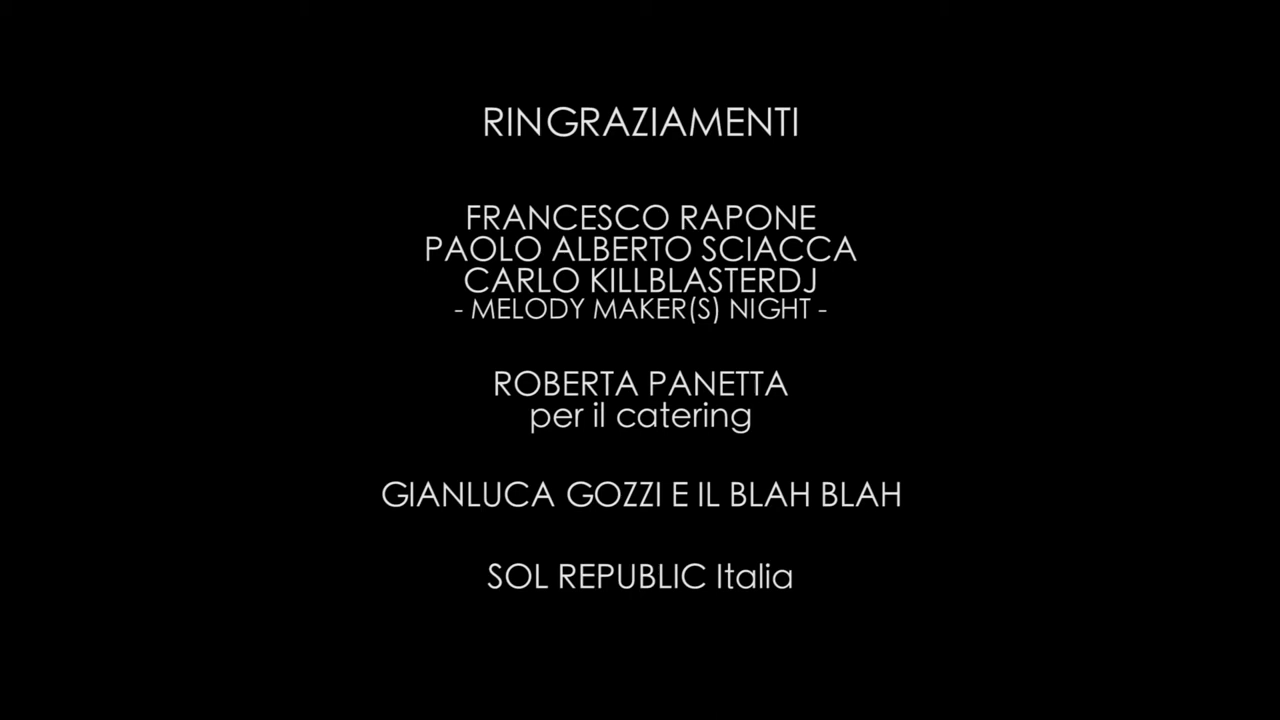 RINGRAZIAMENTI
FRANCESCO RAPONE
PAOLO ALBERTO SCIACCA
CARLO KILLBLASTERDJ
- MELODY MAKER(S) NIGHT -
ROBERTA PANETTA
per il catering
GIANLUCA GOZZI E IL BLAH BLAH
SOL REPUBLIC Italia